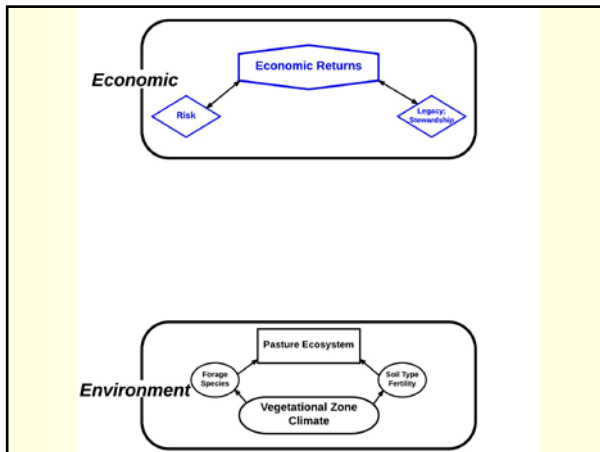 Economic
Economic Returns
Risk
Legacy;
Stewardship
Environment
Pasture Ecosystem
Forage
Species
Soil Type
Fertility
Vegetational Zone
Climate